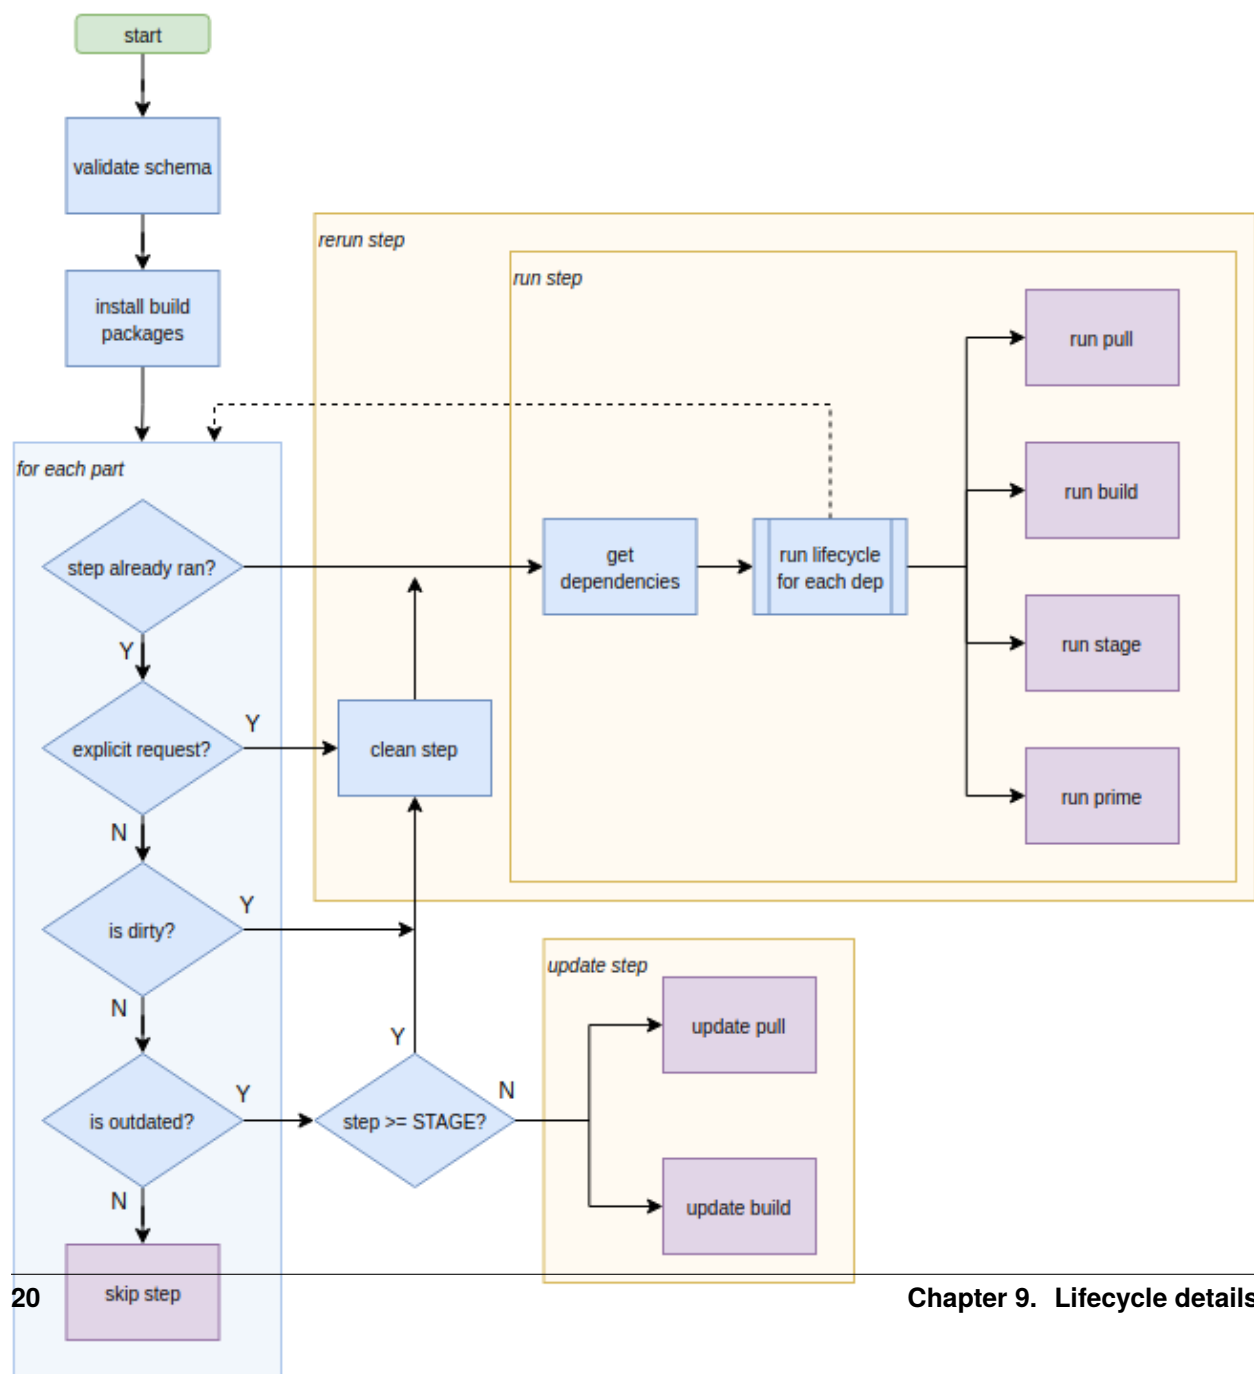 start
validate schema
install build
packages
rerun step
run step
run pull
for each part
step already ran?
get
dependencies
run lifecycle
for each dep
run build
run stage
Y
explicit request?
Y
clean step
run prime
N
is dirty?
Y
N
update step
update pull
is outdated?
Y
Y
step >= STAGE?
N
update build
N
skip step
20
Chapter 9. Lifecycle details